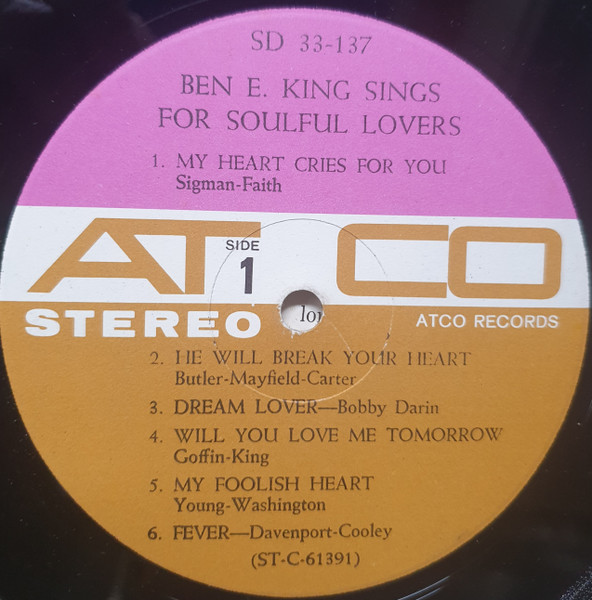 SD 33-137
BEN E. KING SINGS
FOR SOULFUL LOVERS
1. MY HEART CRIES FOR YOU
Sigman-Faith
ATCO
SIDE
1
STEREO
ATCO RECORDS
2. HE WILL BREAK YOUR HEART
Butler-Mayfield-Carter
3. DREAM LOVER—Bobby Darin
4. WILL YOU LOVE ME TOMORROW
Goffin-King
5. MY FOOLISH HEART
Young-Washington
6. FEVER—Davenport-Cooley
(ST-C-61391)